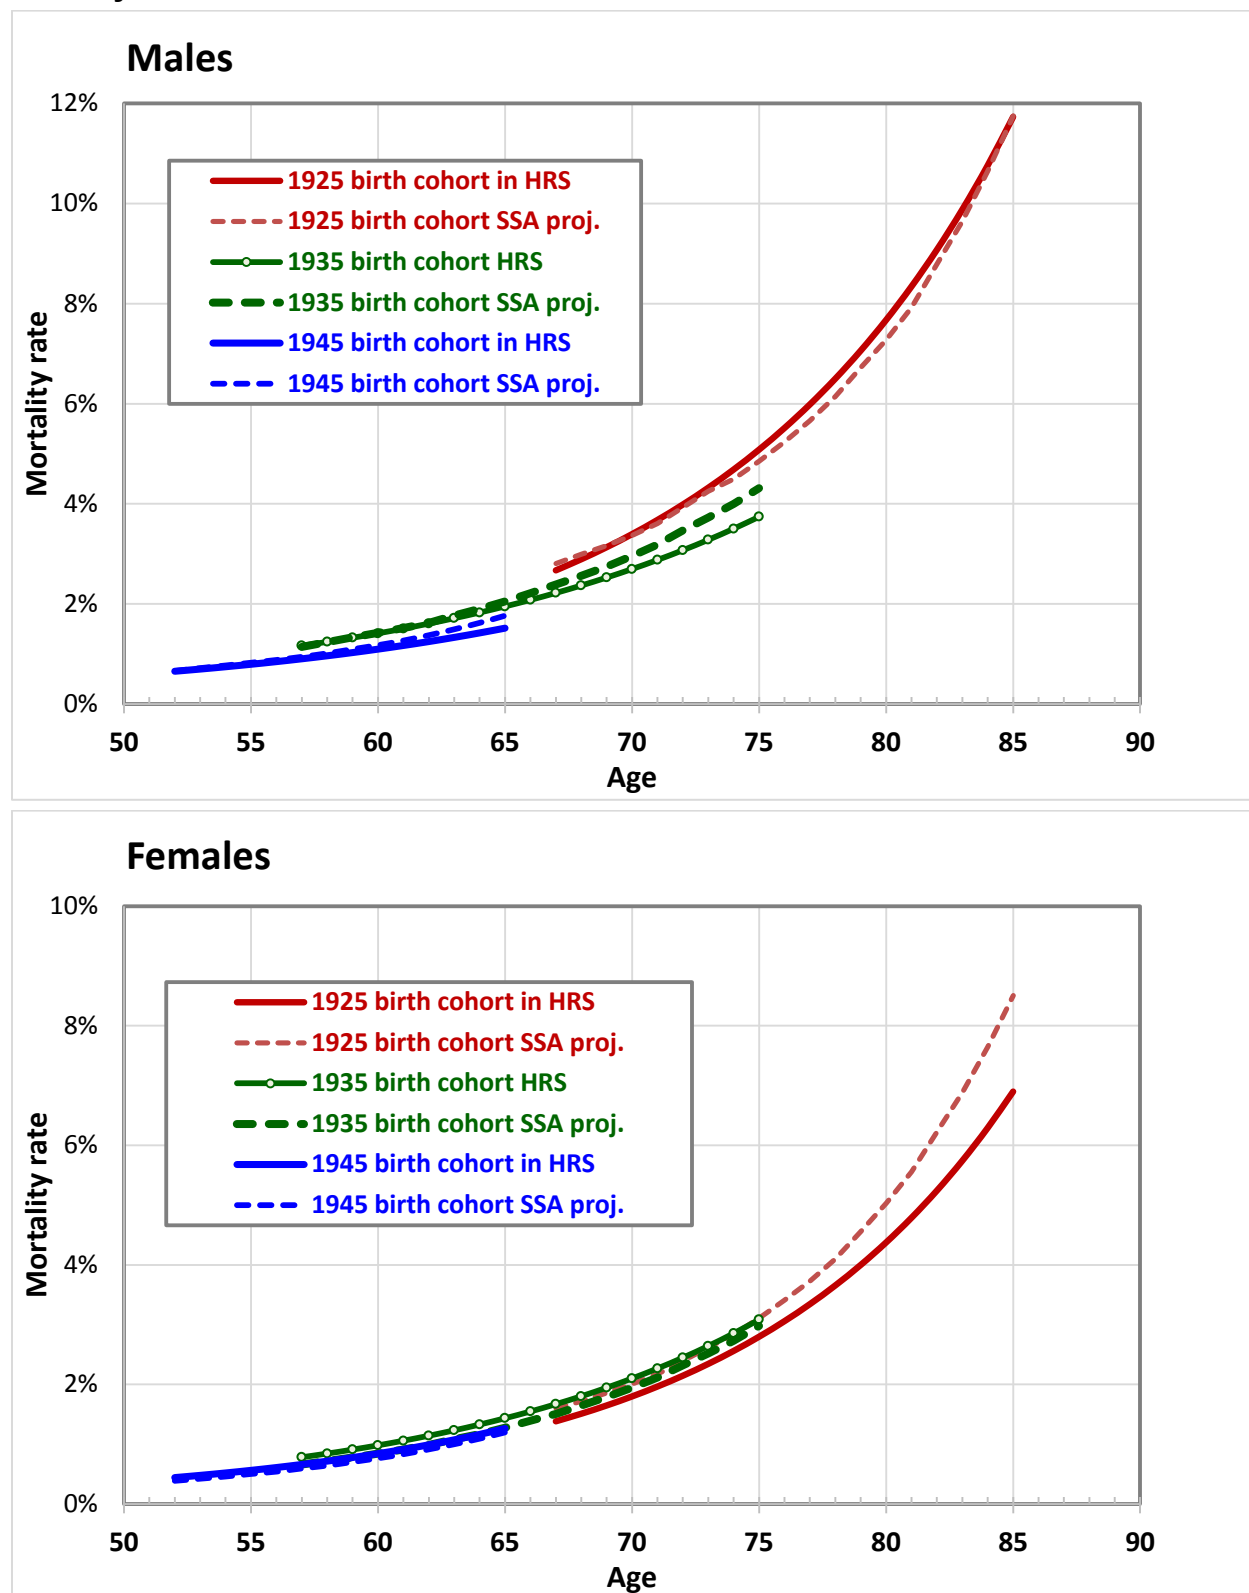 Males
12%
10%
8%
6%
4%
2%
0%
Mortality rate
1925 birth cohort in HRS
1925 birth cohort SSA proj.
1935 birth cohort HRS
1935 birth cohort SSA proj.
1945 birth cohort in HRS
1945 birth cohort SSA proj.
50 55 60 65 70 75 80 85 90
Age
Females
10%
8%
6%
4%
2%
0%
Mortality rate
1925 birth cohort in HRS
1925 birth cohort SSA proj.
1935 birth cohort HRS
1935 birth cohort SSA proj.
1945 birth cohort in HRS
1945 birth cohort SSA proj.
50 55 60 65 70 75 80 85 90
Age